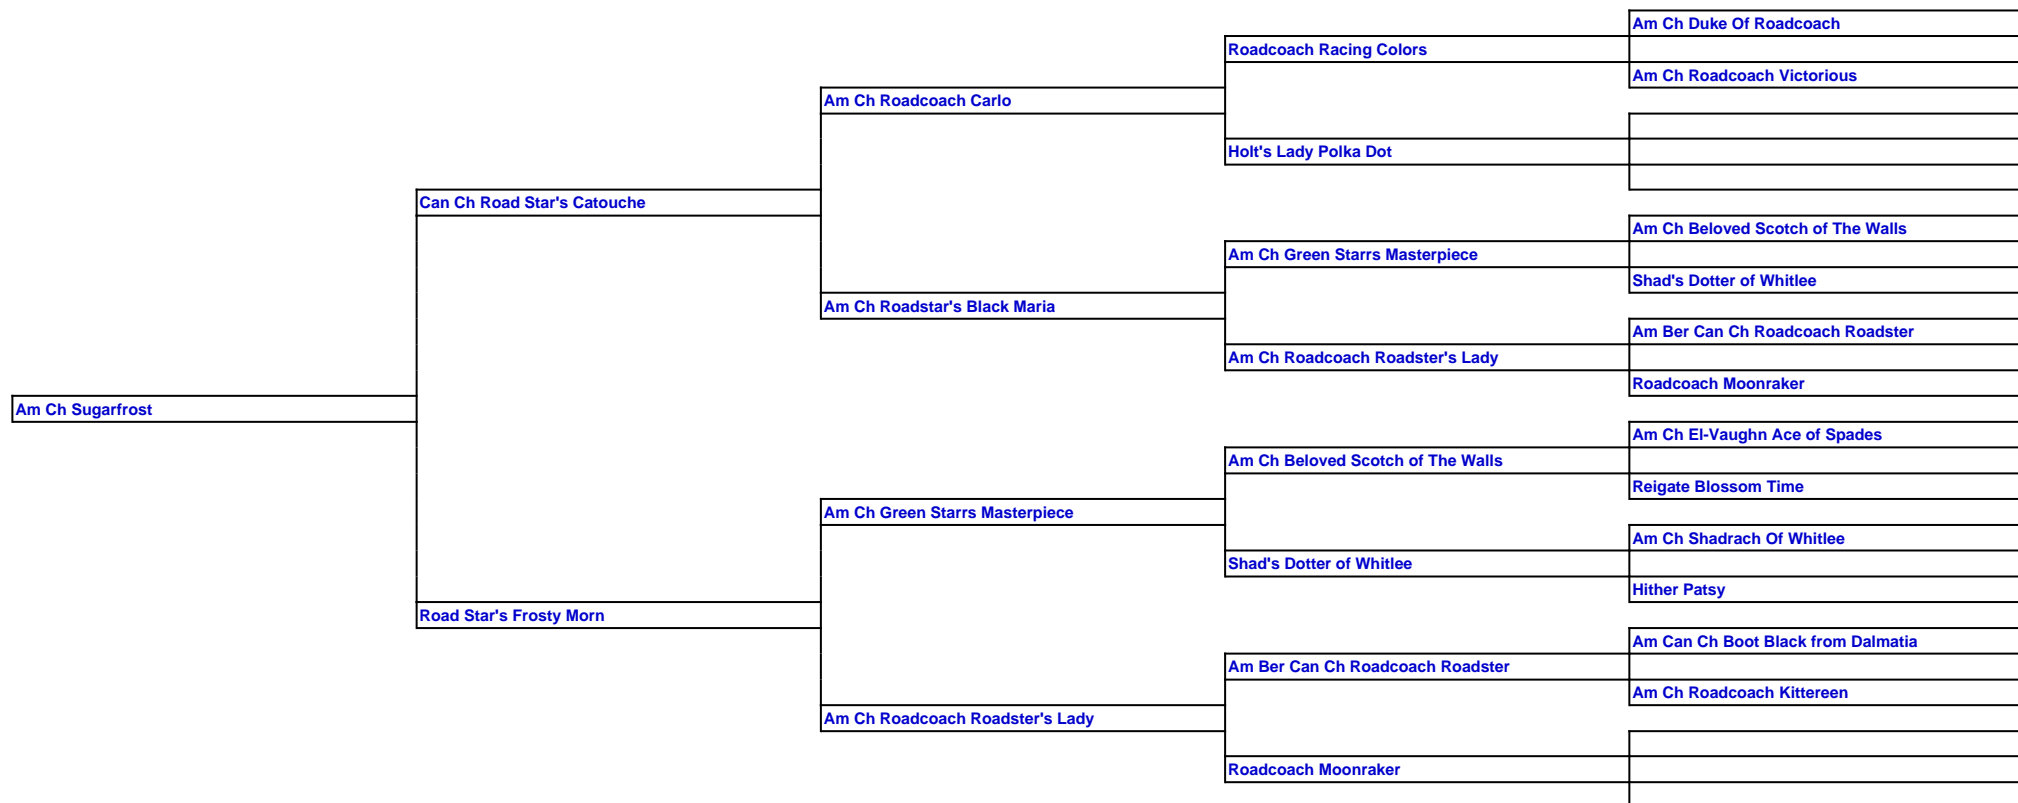 Am Ch Duke Of Roadcoach
Roadcoach Racing Colors
Am Ch Roadcoach Victorious
Am Ch Roadcoach Carlo
Holt's Lady Polka Dot
Can Ch Road Star's Catouche
Am Ch Beloved Scotch of The Walls
Am Ch Green Starrs Masterpiece
Shad's Dotter of Whitlee
Am Ch Roadstar's Black Maria
Am Ber Can Ch Roadcoach Roadster
Am Ch Roadcoach Roadster's Lady
Roadcoach Moonraker
Am Ch Sugarfrost
Am Ch El-Vaughn Ace of Spades
Am Ch Beloved Scotch of The Walls
Reigate Blossom Time
Am Ch Green Starrs Masterpiece
Am Ch Shadrach Of Whitlee
Shad's Dotter of Whitlee
Hither Patsy
Road Star's Frosty Morn
Am Can Ch Boot Black from Dalmatia
Am Ber Can Ch Roadcoach Roadster
Am Ch Roadcoach Kittereen
Am Ch Roadcoach Roadster's Lady
Roadcoach Moonraker